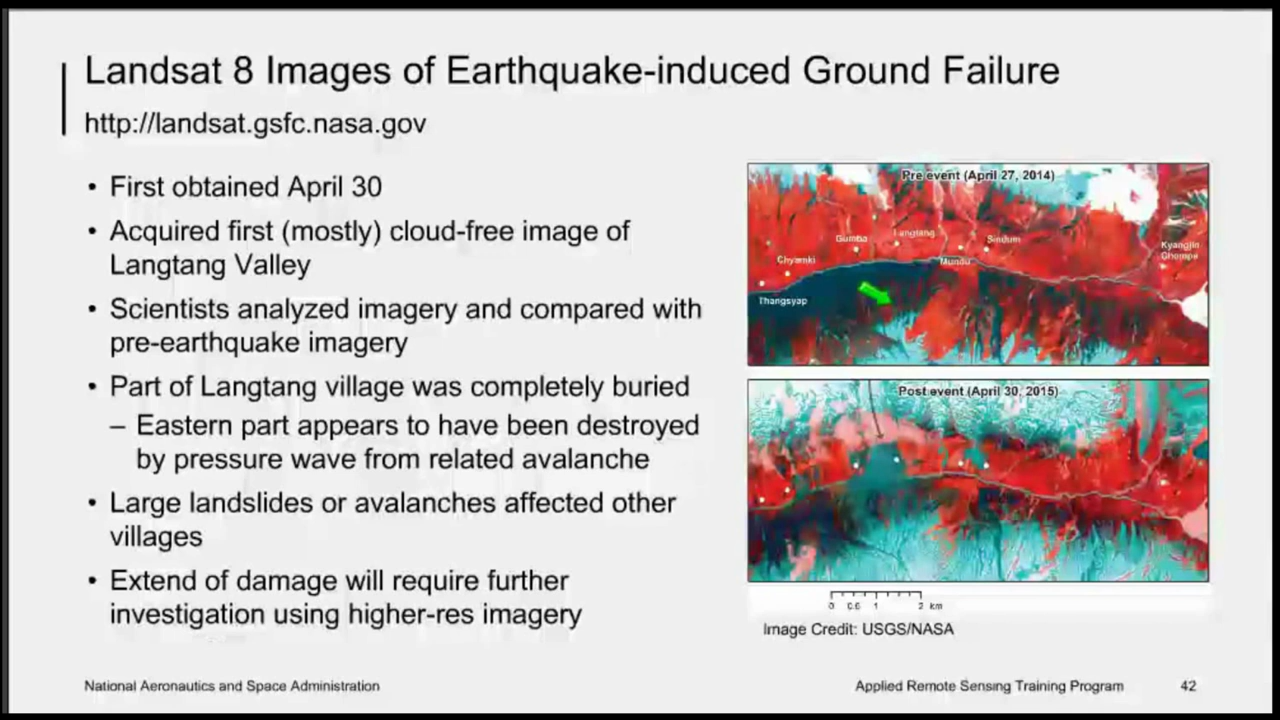 Landsat 8 Images of Earthquake-induced Ground Failure
http://landsat.gsfc.nasa.gov
• First obtained April 30
• Acquired first (mostly) cloud-free image of
Langtang Valley
• Scientists analyzed imagery and compared with
pre-earthquake imagery
• Part of Langtang village was completely buried
– Eastern part appears to have been destroyed
by pressure wave from related avalanche
• Large landslides or avalanches affected other
villages
• Extend of damage will require further
investigation using higher-res imagery
Pre event (April 27, 2014)
Gumba
Langtang
Sindum
Kyangjin
Ghompe
Chyamki
Mundu
Thangsyap
Post event (April 30, 2015)
0 0.5 1 2 km
Image Credit: USGS/NASA
National Aeronautics and Space Administration
Applied Remote Sensing Training Program
42